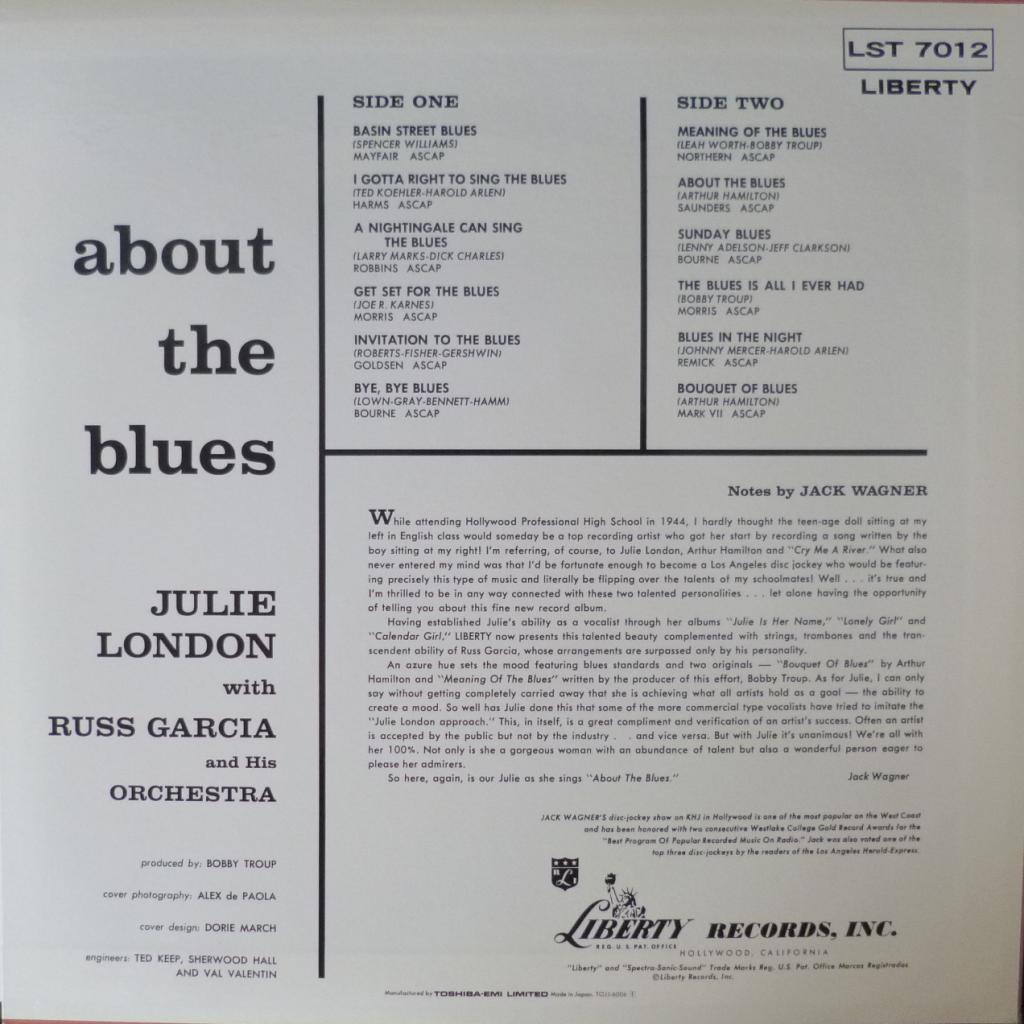 LST 7012
LIBERTY
about
the
blues
JULIE
LONDON
with
RUSS GARCIA
and His
ORCHESTRA
produced by: BOBBY TROUP
cover photography: ALEX de PAOLA
cover design: DORIE MARCH
engineers: TED KEEP, SHERWOOD HALL
AND VAL VALENTIN
SIDE ONE
BASIN STREET BLUES
(SPENCER WILLIAMS)
MAYFAIR ASCAP
I GOTTA RIGHT TO SING THE BLUES
(TED KOEHLER-HAROLD ARLEN)
HARMS ASCAP
A NIGHTINGALE CAN SING
THE BLUES
(LARRY MARKS-DICK CHARLES)
ROBBINS ASCAP
GET SET FOR THE BLUES
(JOE R. KARNES)
MORRIS ASCAP
INVITATION TO THE BLUES
(ROBERTS-FISHER-GERSHWIN)
GOLDSEN ASCAP
BYE, BYE BLUES
(LOWN-GRAY-BENNETT-HAMM)
BOURNE ASCAP
SIDE TWO
MEANING OF THE BLUES
(LEAH WORTH-BOBBY TROUP)
NORTHERN ASCAP
ABOUT THE BLUES
(ARTHUR HAMILTON)
SAUNDERS ASCAP
SUNDAY BLUES
(LENNY ADELSON-JEFF CLARKSON)
BOURNE ASCAP
THE BLUES IS ALL I EVER HAD
(BOBBY TROUP)
MORRIS ASCAP
BLUES IN THE NIGHT
(JOHNNY MERCER-HAROLD ARLEN)
REMICK ASCAP
BOUQUET OF BLUES
(ARTHUR HAMILTON)
MARK VII ASCAP
Notes by JACK WAGNER
While attending Hollywood Professional High School in 1944, I hardly thought the teen-age doll sitting at my
left in English class would someday be a top recording artist who got her start by recording a song written by the
boy sitting at my right! I'm referring, of course, to Julie London, Arthur Hamilton and "Cry Me A River." What also
never entered my mind was that I'd be fortunate enough to become a Los Angeles disc jockey who would be featur-
ing precisely this type of music and literally be flipping over the talents of my schoolmates! Well . . . it's true and
I'm thrilled to be in any way connected with these two talented personalities . . . let alone having the opportunity
of telling you about this fine new record album.
Having established Julie's ability as a vocalist through her albums "Julie Is Her Name," "Lonely Girl" and
"Calendar Girl," LIBERTY now presents this talented beauty complemented with strings, trombones and the tran-
scendent ability of Russ Garcia, whose arrangements are surpassed only by his personality.
An azure hue sets the mood featuring blues standards and two originals — "Bouquet Of Blues" by Arthur
Hamilton and "Meaning Of The Blues" written by the producer of this effort, Bobby Troup. As for Julie, I can only
say without getting completely carried away that she is achieving what all artists hold as a goal — the ability to
create a mood. So well has Julie done this that some of the more commercial type vocalists have tried to imitate the
"Julie London approach." This, in itself, is a great compliment and verification of an artist's success. Often an artist
is accepted by the public but not by the industry . . and vice versa. But with Julie it's unanimous! We're all with
her 100%. Not only is she a gorgeous woman with an abundance of talent but also a wonderful person eager to
please her admirers.
So here, again, is our Julie as she sings "About The Blues." Jack Wagner
JACK WAGNER'S disc-jockey show on KHJ in Hollywood is one of the most popular on the West Coast
and has been honored with two consecutive Westlake College Gold Record Awards for the
"Best Program Of Popular Recorded Music On Radio." Jack was also voted one of the
top three disc-jockeys by the readers of the Los Angeles Herald-Express.
LIBERTY RECORDS, INC.
REG. U. S. PAT. OFFICE
HOLLYWOOD, CALIFORNIA
"Liberty" and "Spectra-Sonic-Sound" Trade Marks Reg. U.S. Pat. Office Marcas Registradas
©Liberty Records, Inc.
Manufactured by TOSHIBA-EMI LIMITED Made in Japan.